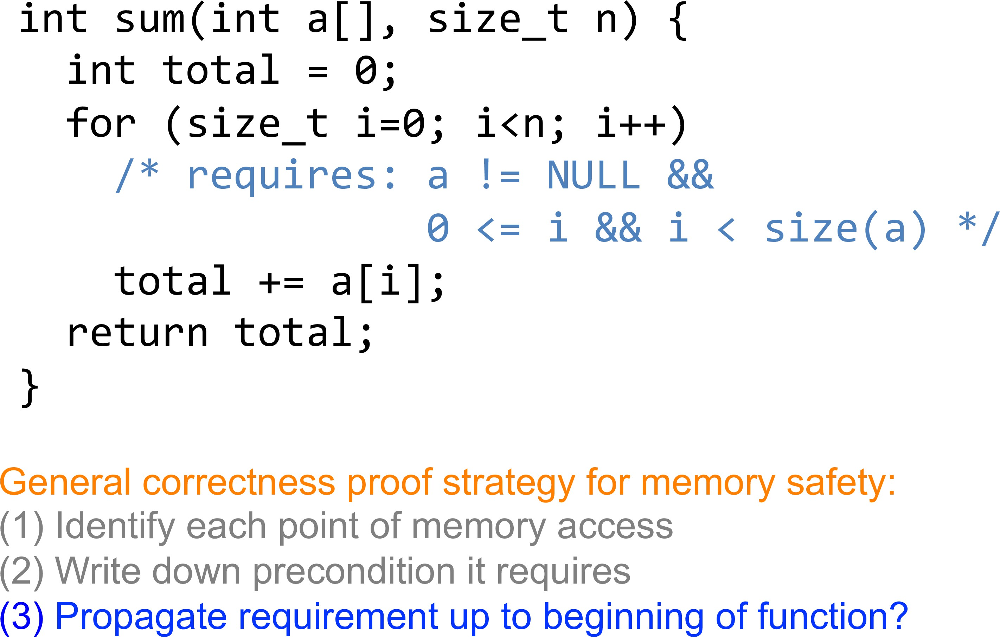 int sum(int a[], size_t n) {
int total = 0;
for (size_t i=0; i<n; i++)
/* requires: a != NULL &&
0 <= i && i < size(a) */
total += a[i];
return total;
}
General correctness proof strategy for memory safety:
(1) Identify each point of memory access
(2) Write down precondition it requires
(3) Propagate requirement up to beginning of function?